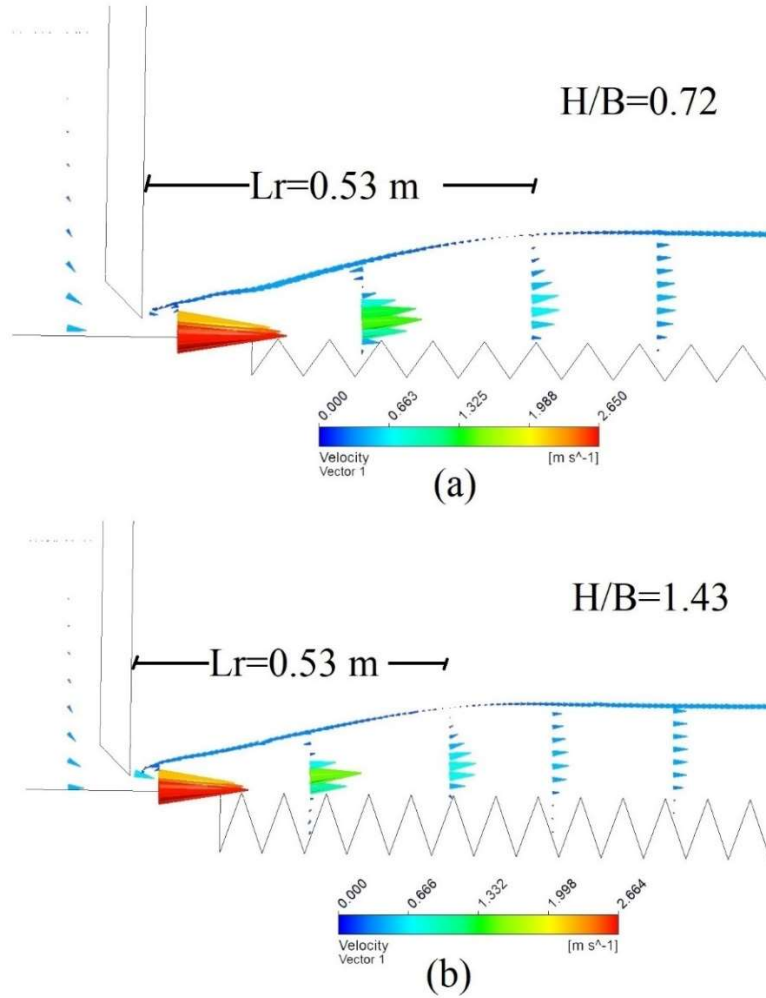 H/B=0.72
Lr=0.53 m
0.000 0.663 1.325 1.988 2.650
Velocity [m s^-1]
Vector 1
(a)
H/B=1.43
Lr=0.53 m
0.000 0.666 1.332 1.998 2.664
Velocity [m s^-1]
Vector 1
(b)